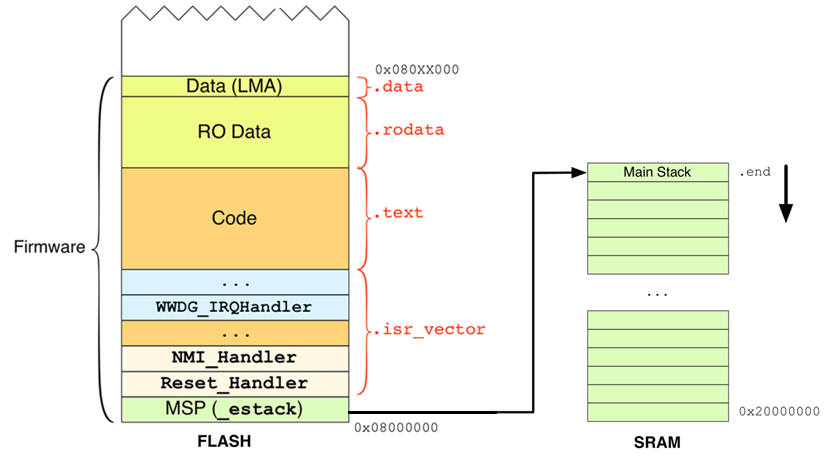 0x080XX000
Data (LMA)
.data
RO Data
.rodata
Main Stack
.end
Code
.text
Firmware
...
WWDG_IRQHandler
...
...
.isr_vector
NMI_Handler
Reset_Handler
MSP (_estack)
0x20000000
0x08000000
FLASH
SRAM